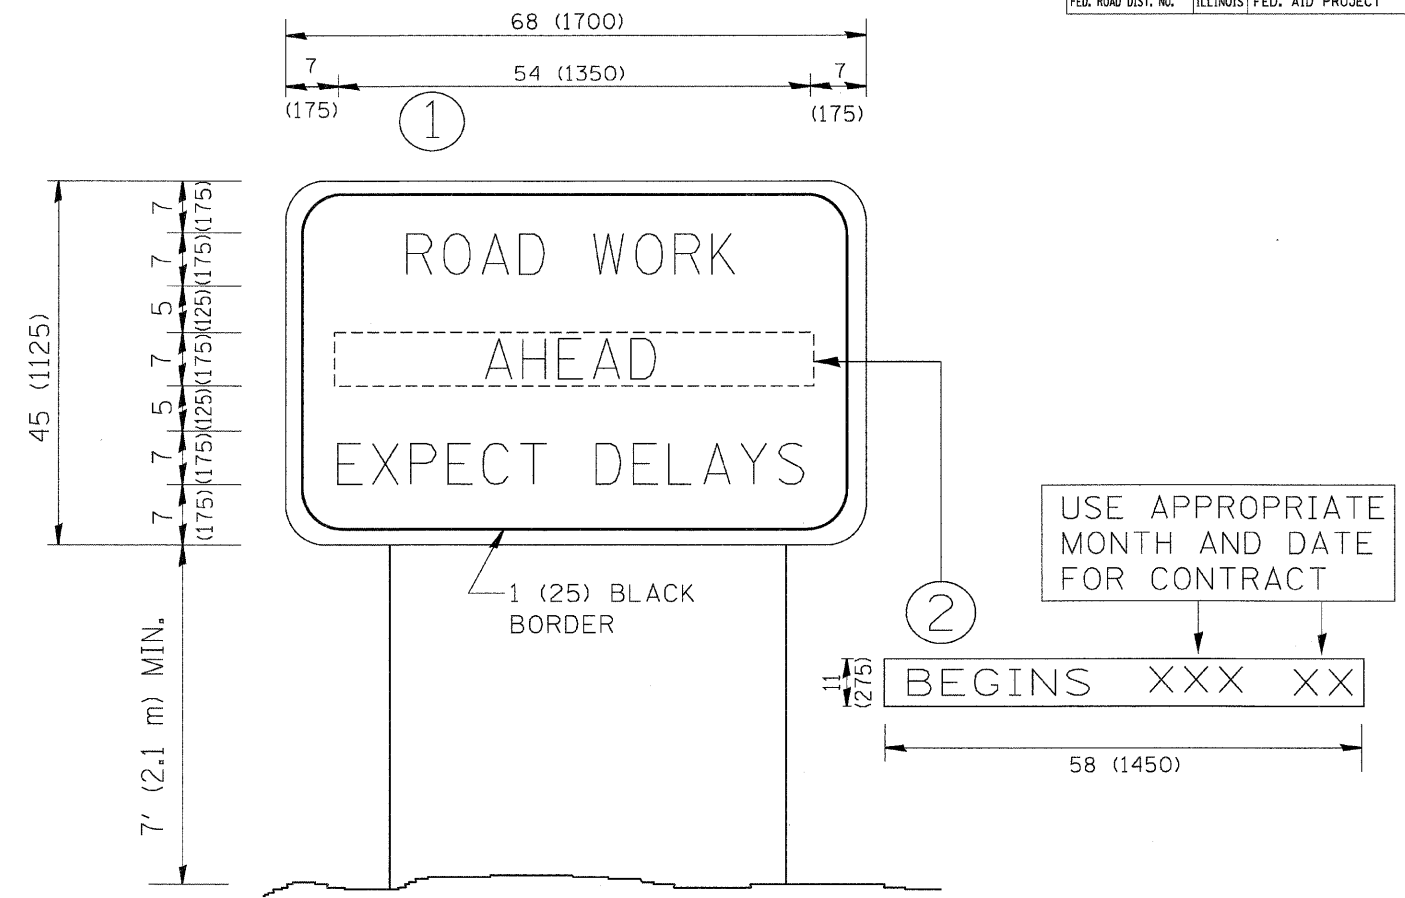 FED. ROAD DIST. NO. ILLINOIS FED. AID PROJECT
68 (1700)
7 54 (1350) 7
(175) (175)
1
ROAD WORK
AHEAD
EXPECT DELAYS
45 (1125)
7 (175)
7 (175)
5 (125)
7 (175)
5 (125)
7 (175)
7 (175)
7' (2.1 m) MIN.
1 (25) BLACK
BORDER
2
USE APPROPRIATE
MONTH AND DATE
FOR CONTRACT
11
(275)
BEGINS XXX XX
58 (1450)